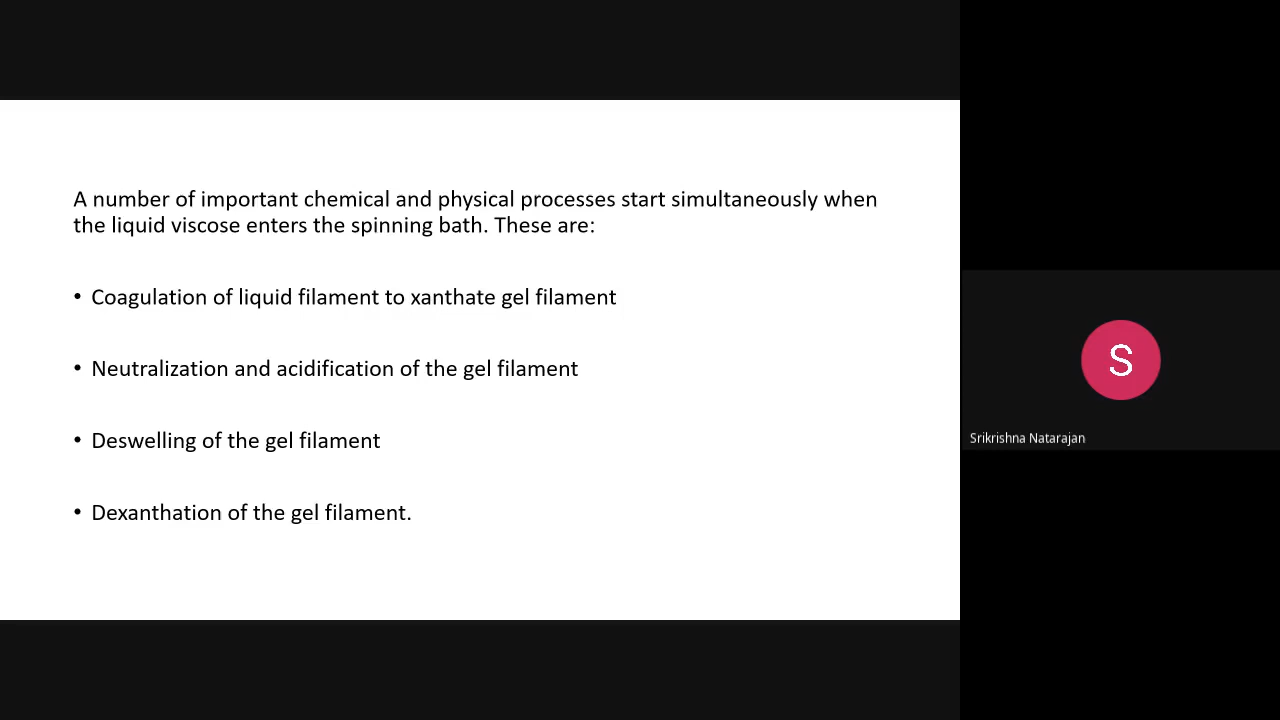 A number of important chemical and physical processes start simultaneously when
the liquid viscose enters the spinning bath. These are:
• Coagulation of liquid filament to xanthate gel filament
• Neutralization and acidification of the gel filament
• Deswelling of the gel filament
• Dexanthation of the gel filament.
S
Srikrishna Natarajan